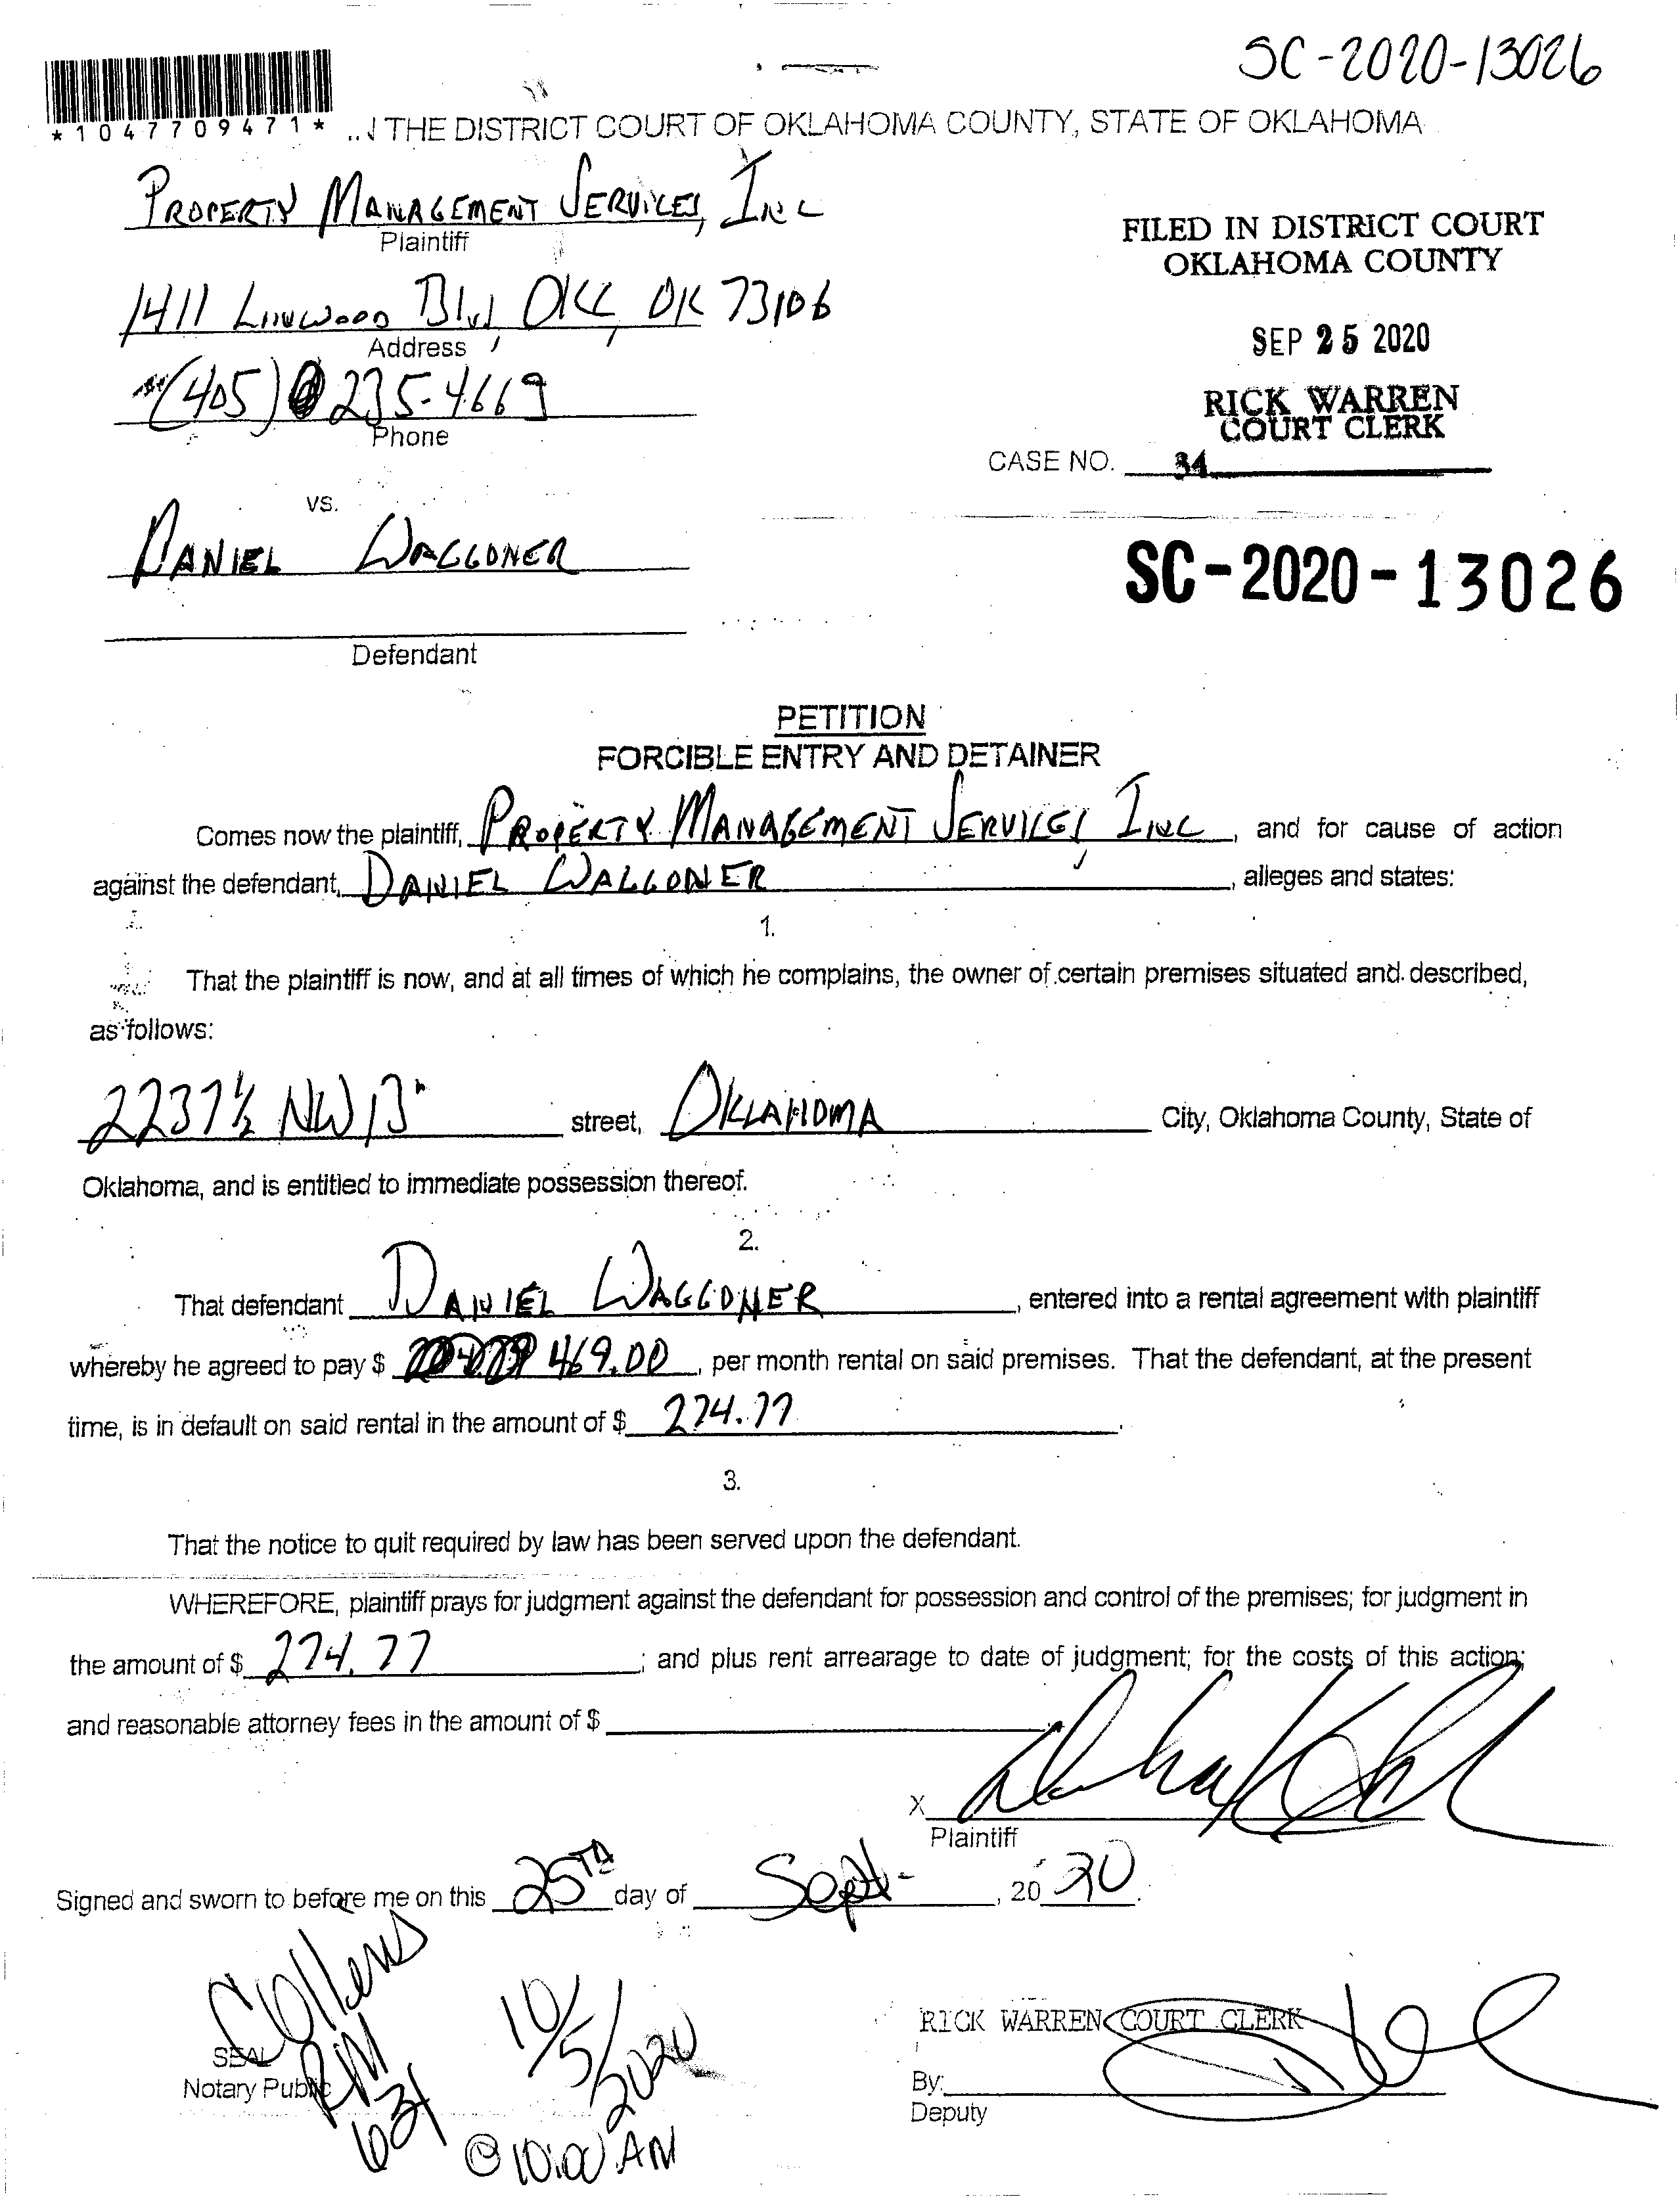 SC-2020-13026
*1047709471*
THE DISTRICT COURT OF OKLAHOMA COUNTY, STATE OF OKLAHOMA
PROPERTY MANAGEMENT SERVICES, INC
Plaintiff
FILED IN DISTRICT COURT
OKLAHOMA COUNTY
1411 LINWOOD Blvd, OKC, OK 73106
Address
SEP 25 2020
(405) 235-4669
Phone
RICK WARREN
COURT CLERK
CASE NO. 34
vs.
DANIEL WAGGONER
SC-2020-13026
Defendant
PETITION
FORCIBLE ENTRY AND DETAINER
Comes now the plaintiff, PROPERTY MANAGEMENT SERVICES, INC, and for cause of action
against the defendant, DANIEL WAGGONER, alleges and states:
1.
That the plaintiff is now, and at all times of which he complains, the owner of certain premises situated and described,
as follows:
2237½ NW 13th street, OKLAHOMA City, Oklahoma County, State of
Oklahoma, and is entitled to immediate possession thereof.
2.
That defendant DANIEL WAGGONER, entered into a rental agreement with plaintiff
whereby he agreed to pay $ 469.00, per month rental on said premises. That the defendant, at the present
time, is in default on said rental in the amount of $ 274.77.
3.
That the notice to quit required by law has been served upon the defendant.
WHEREFORE, plaintiff prays for judgment against the defendant for possession and control of the premises; for judgment in
the amount of $ 274.77; and plus rent arrearage to date of judgment; for the costs of this action;
and reasonable attorney fees in the amount of $
X
Plaintiff
Signed and sworn to before me on this 25TH day of Sept-, 20 20.
Collins
RM
631
10/5/2020
@ 10:00 AM
SEAL
Notary Public
RICK WARREN COURT CLERK
By:
Deputy